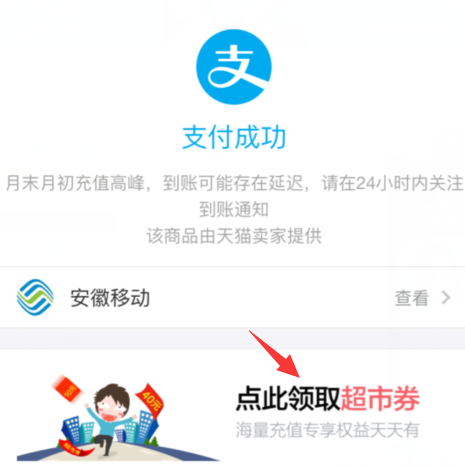 支
支付成功
月末月初充值高峰，到账可能存在延迟，请在24小时内关注
到账通知
该商品由天猫卖家提供
安徽移动
查看
40元
点此领取超市券
海量充值专享权益天天有